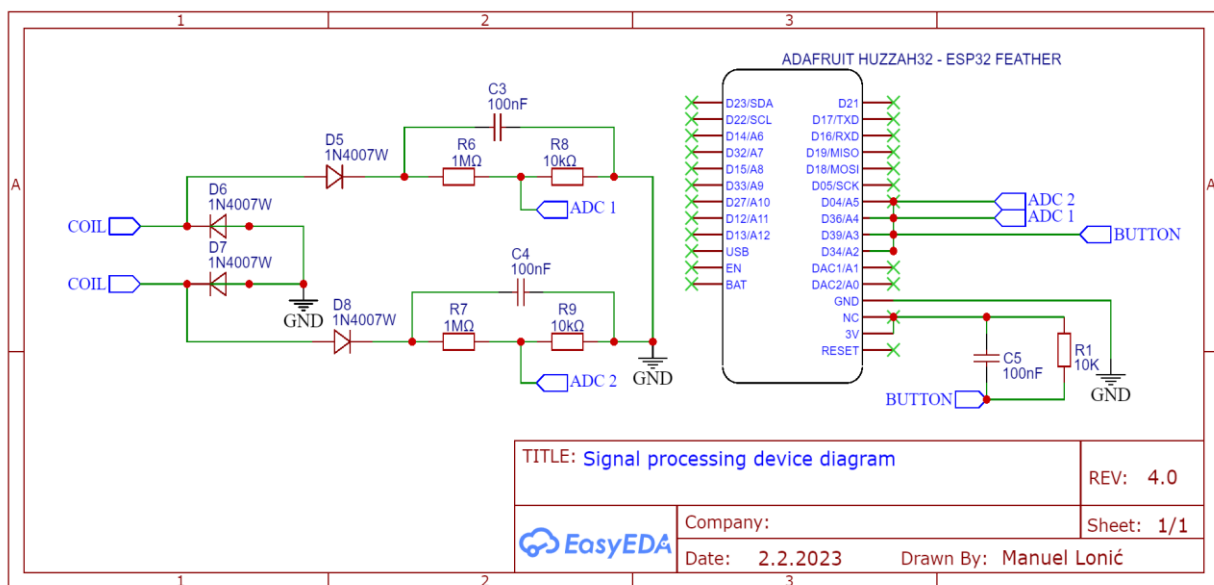 1 2 3
A A
ADAFRUIT HUZZAH32 - ESP32 FEATHER
C3
100nF
D5
1N4007W
R6
1MΩ
R8
10kΩ
ADC 1
D6
1N4007W
COIL
D7
1N4007W
COIL
GND
D8
1N4007W
C4
100nF
R7
1MΩ
R9
10kΩ
ADC 2
GND
D23/SDA
D22/SCL
D14/A6
D32/A7
D15/A8
D33/A9
D27/A10
D12/A11
D13/A12
USB
EN
BAT
D21
D17/TXD
D16/RXD
D19/MISO
D18/MOSI
D05/SCK
D04/A5
D36/A4
D39/A3
D34/A2
DAC1/A1
DAC2/A0
GND
NC
3V
RESET
ADC 2
ADC 1
BUTTON
C5
100nF
R1
10K
GND
BUTTON
TITLE: Signal processing device diagram
REV: 4.0
EasyEDA
Company:
Sheet: 1/1
Date: 2.2.2023 Drawn By: Manuel Lonić
1 2 3